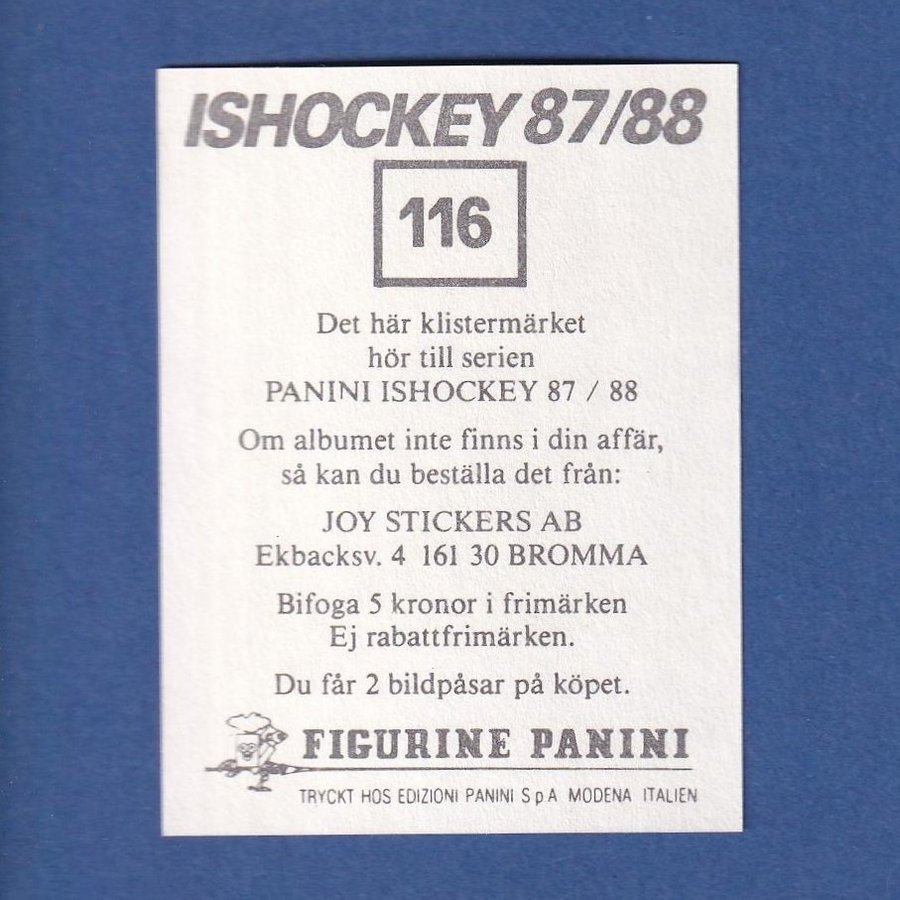 ISHOCKEY 87/88
116
Det här klistermärket
hör till serien
PANINI ISHOCKEY 87 / 88
Om albumet inte finns i din affär,
så kan du beställa det från:
JOY STICKERS AB
Ekbacksv. 4 161 30 BROMMA
Bifoga 5 kronor i frimärken
Ej rabattfrimärken.
Du får 2 bildpåsar på köpet.
FIGURINE PANINI
TRYCKT HOS EDIZIONI PANINI S p A MODENA ITALIEN